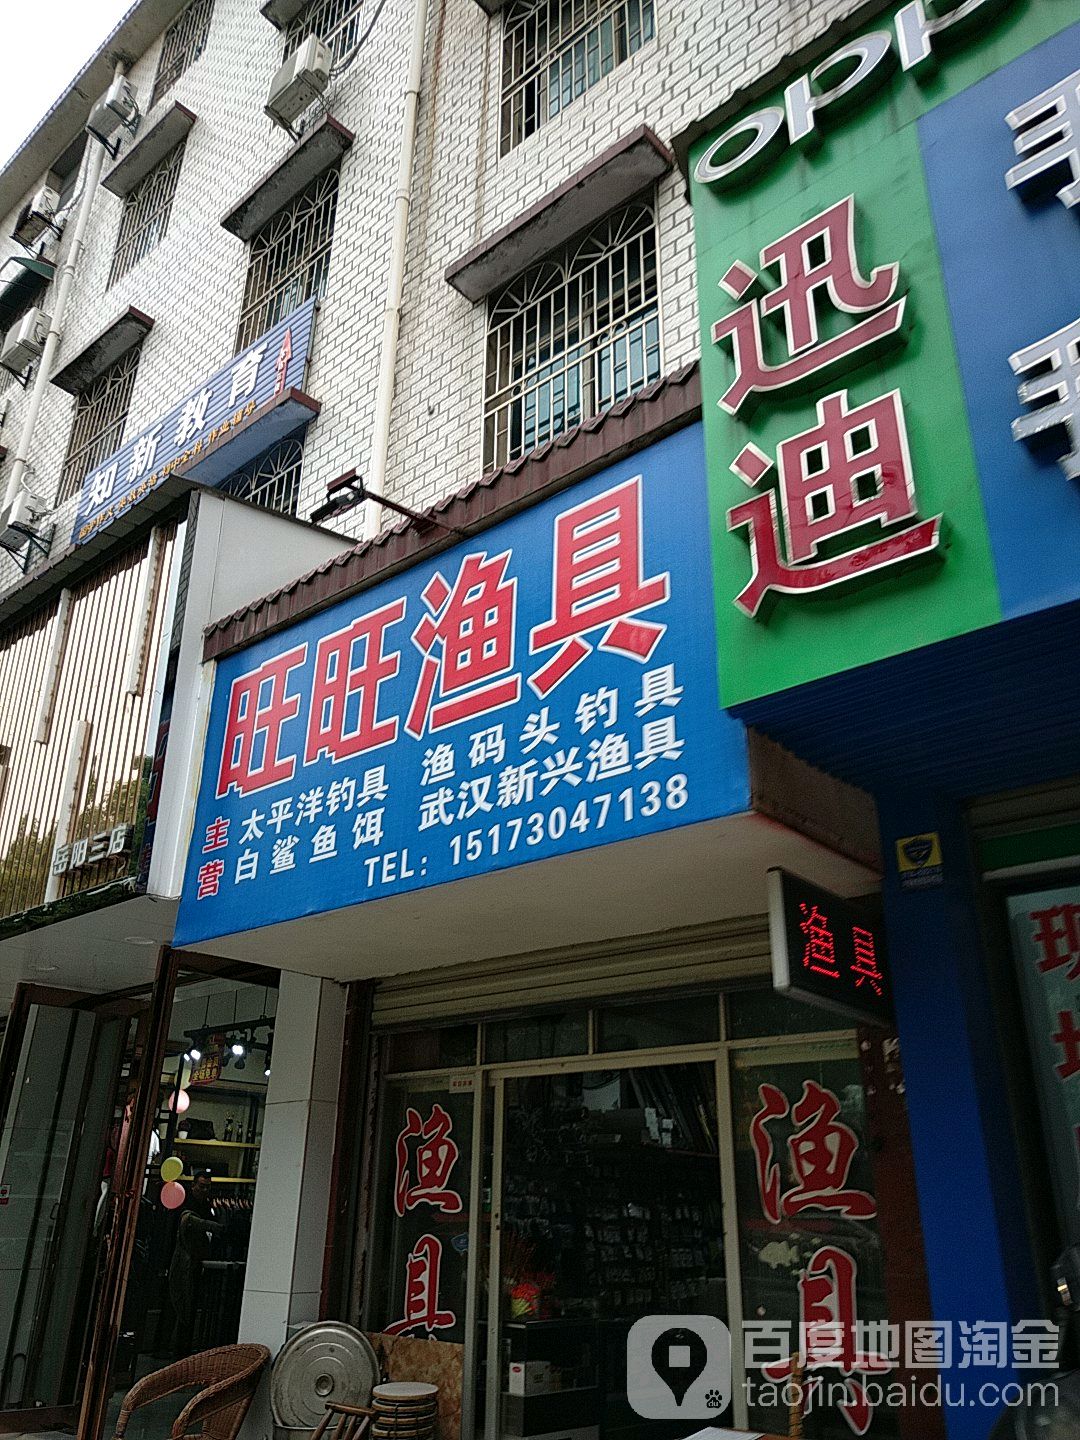 oppo
迅迪
手
知新教育
旺旺渔具
主营
太平洋钓具 渔码头钓具
白鲨鱼饵 武汉新兴渔具
TEL：15173047138
岳阳三店
渔具
渔具
渔具
百度地图淘金
taojin.baidu.com